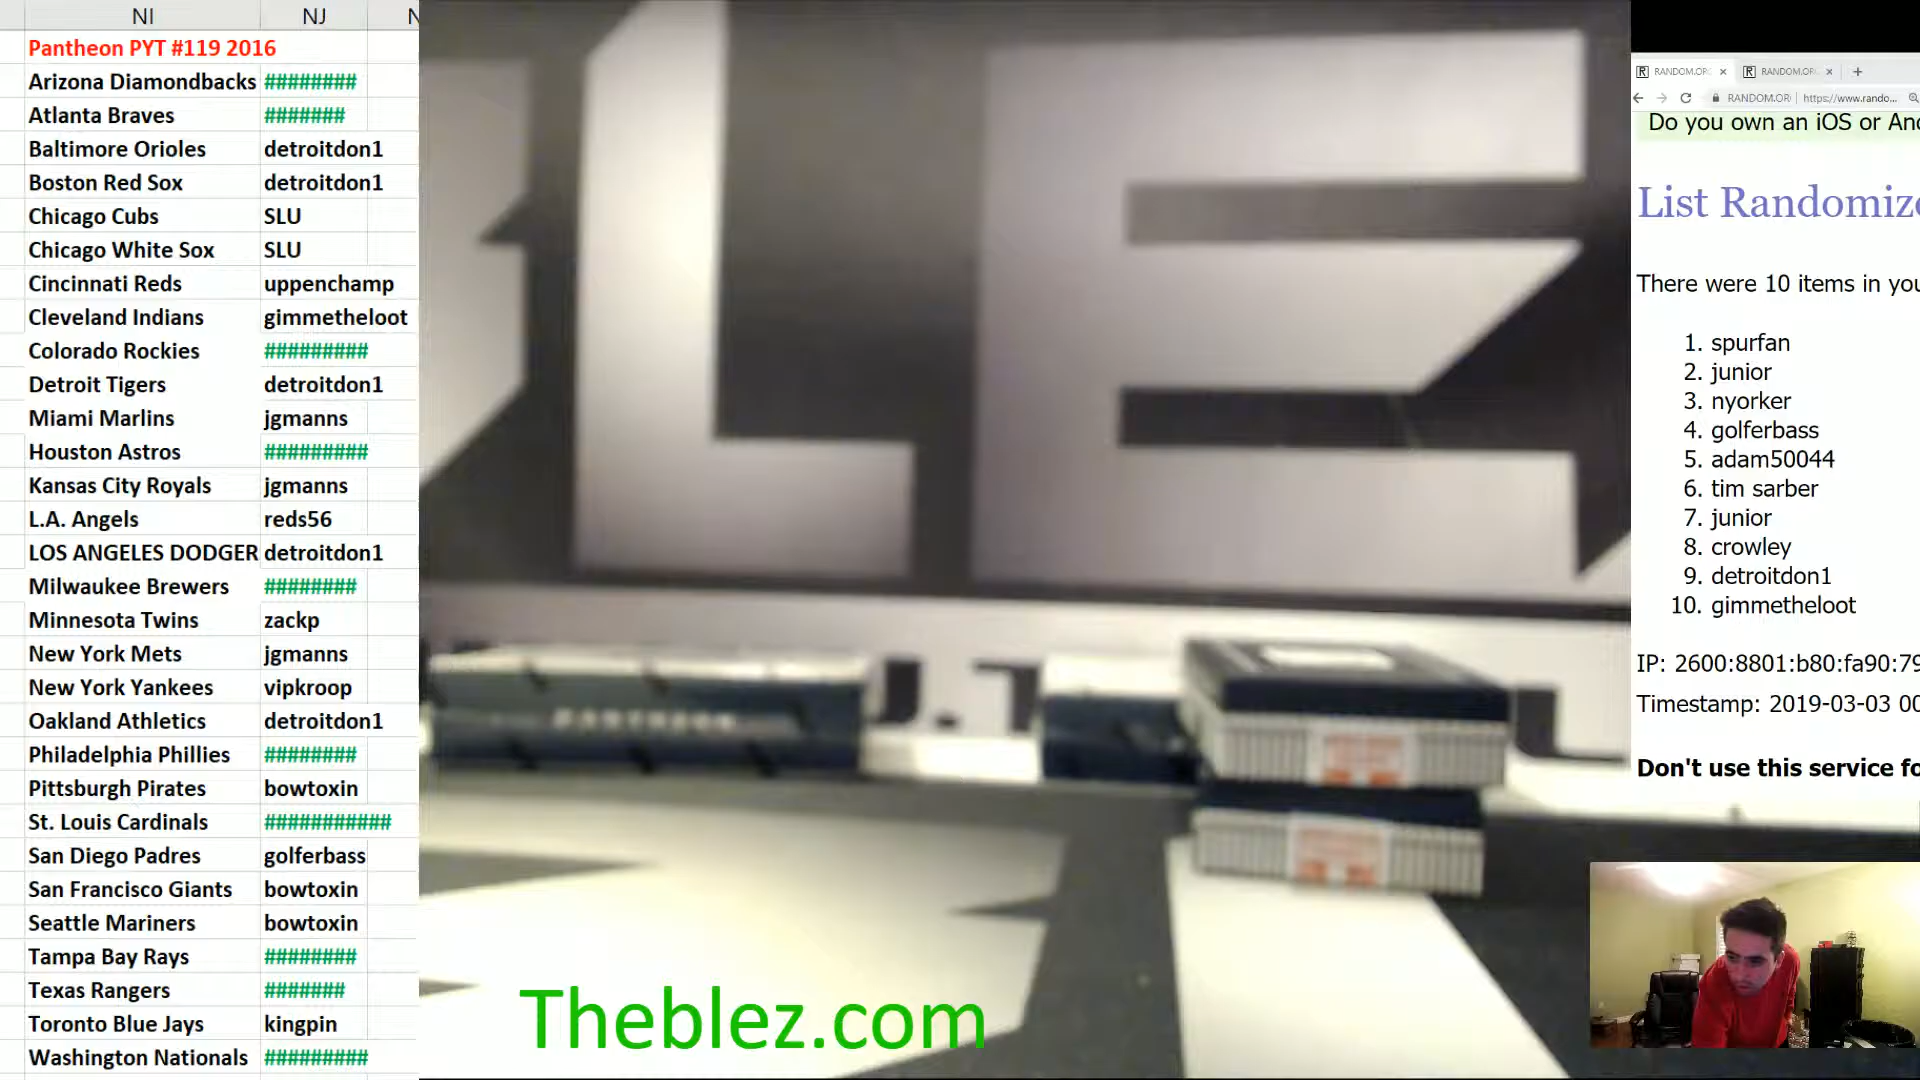 NI NJ N
Pantheon PYT #119 2016
Arizona Diamondbacks ########
Atlanta Braves #######
Baltimore Orioles detroitdon1
Boston Red Sox detroitdon1
Chicago Cubs SLU
Chicago White Sox SLU
Cincinnati Reds uppenchamp
Cleveland Indians gimmetheloot
Colorado Rockies #########
Detroit Tigers detroitdon1
Miami Marlins jgmanns
Houston Astros #########
Kansas City Royals jgmanns
L.A. Angels reds56
LOS ANGELES DODGER detroitdon1
Milwaukee Brewers ########
Minnesota Twins zackp
New York Mets jgmanns
New York Yankees vipkroop
Oakland Athletics detroitdon1
Philadelphia Phillies ########
Pittsburgh Pirates bowtoxin
St. Louis Cardinals ###########
San Diego Padres golferbass
San Francisco Giants bowtoxin
Seattle Mariners bowtoxin
Tampa Bay Rays ########
Texas Rangers #######
Toronto Blue Jays kingpin
Washington Nationals #########
LE
PANTHEON
Theblez.com
RANDOM.OR RANDOM.OR
RANDOM.OR https://www.rando...
Do you own an iOS or And
List Randomize
There were 10 items in you
1. spurfan
2. junior
3. nyorker
4. golferbass
5. adam50044
6. tim sarber
7. junior
8. crowley
9. detroitdon1
10. gimmetheloot
IP: 2600:8801:b80:fa90:79
Timestamp: 2019-03-03 00
Don't use this service fo